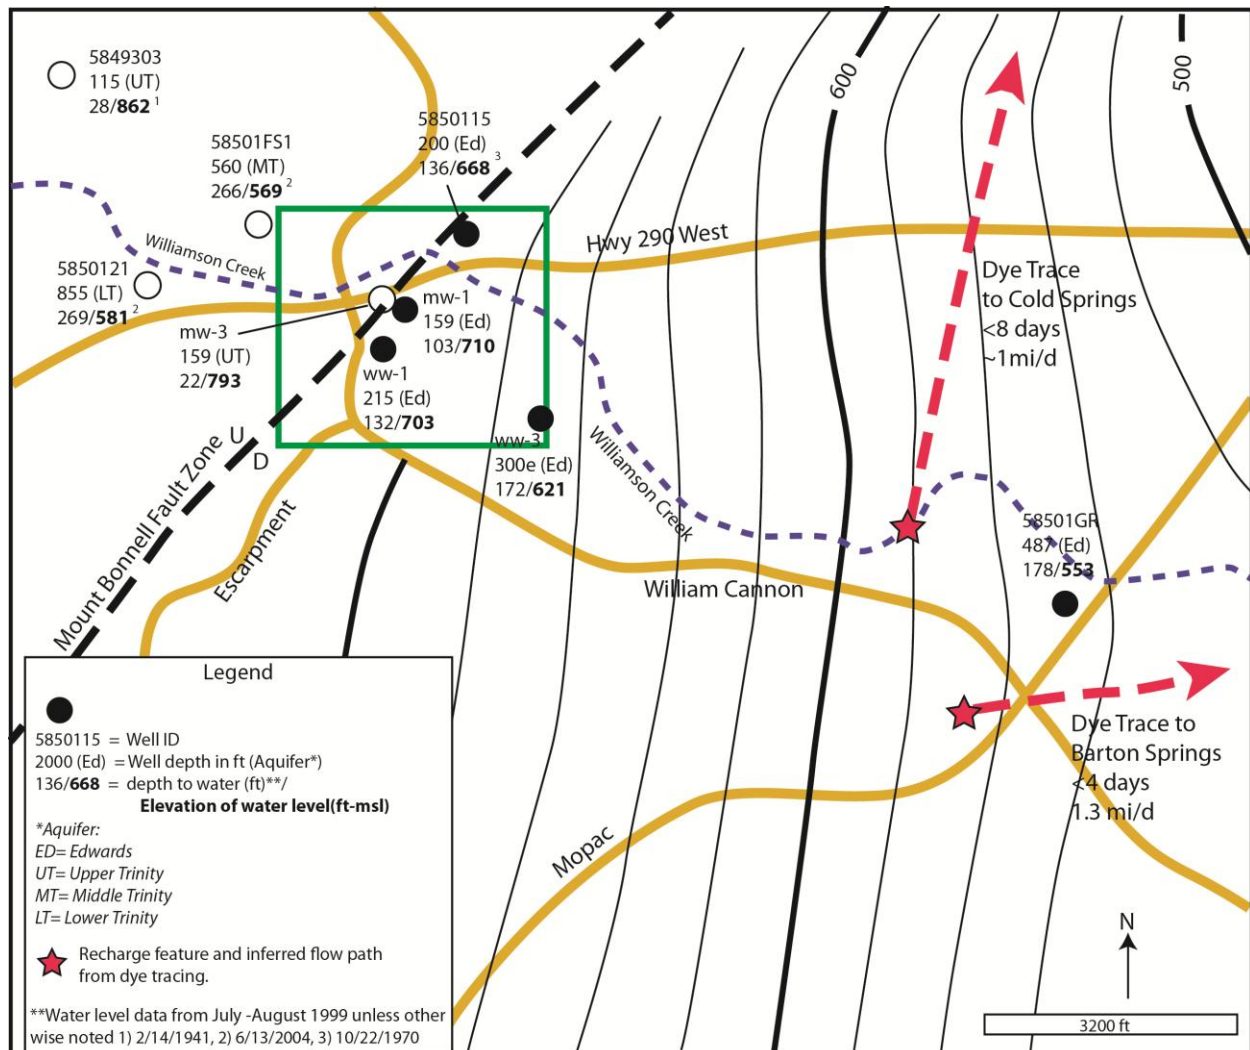 5849303
115 (UT)
28/862 1
58501FS1
560 (MT)
266/569 2
5850115
200 (Ed)
136/668 3
600
500
Williamson Creek
Hwy 290 West
5850121
855 (LT)
269/581 2
mw-3
159 (UT)
22/793
mw-1
159 (Ed)
103/710
ww-1
215 (Ed)
132/703
ww-3
300e (Ed)
172/621
Dye Trace
to Cold Springs
<8 days
~1mi/d
Mount Bonnell Fault Zone
U
D
Escarpment
Williamson Creek
William Cannon
58501GR
487 (Ed)
178/553
Dye Trace to
Barton Springs
<4 days
1.3 mi/d
Mopac
Legend
5850115 = Well ID
2000 (Ed) = Well depth in ft (Aquifer*)
136/668 = depth to water (ft)**/
Elevation of water level(ft-msl)
*Aquifer:
ED= Edwards
UT= Upper Trinity
MT= Middle Trinity
LT= Lower Trinity
Recharge feature and inferred flow path
from dye tracing.
**Water level data from July -August 1999 unless other
wise noted 1) 2/14/1941, 2) 6/13/2004, 3) 10/22/1970
N
3200 ft